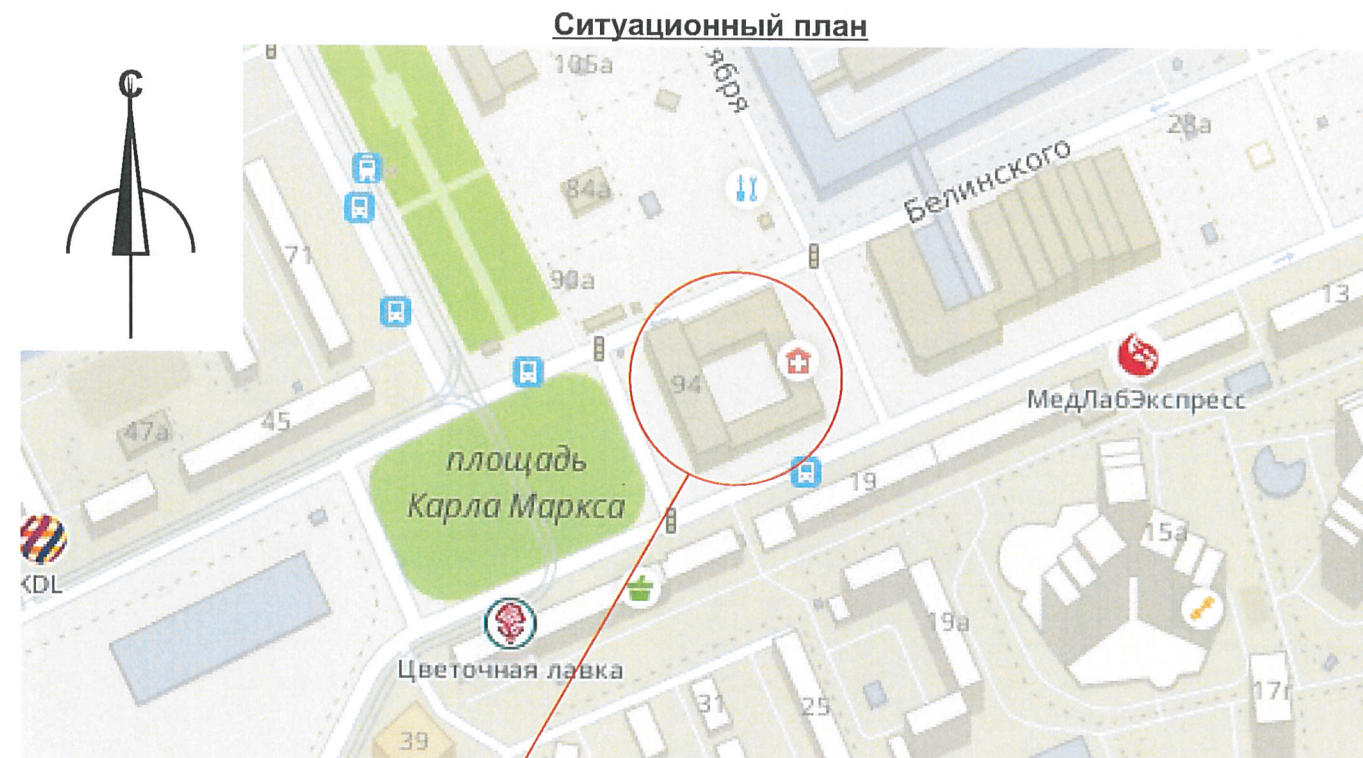 Ситуационный план
С
105а
ября
28а
Белинского
84а
71
90а
13
94
МедЛабЭкспресс
45
47а
площадь
Карла Маркса
19
15а
KDL
19а
Цветочная лавка
17г
31
25
39